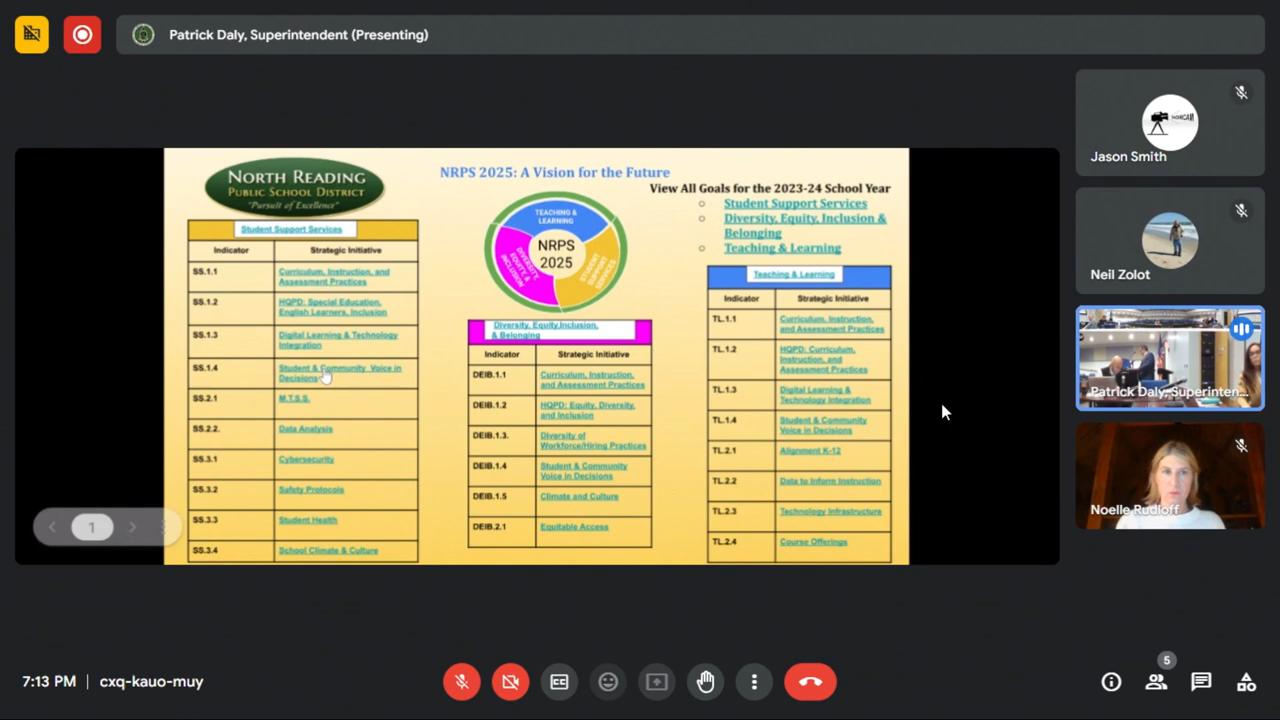 Patrick Daly, Superintendent (Presenting)
NORTH READING
PUBLIC SCHOOL DISTRICT
"Pursuit of Excellence"
NRPS 2025: A Vision for the Future
View All Goals for the 2023-24 School Year
Student Support Services
Diversity, Equity, Inclusion &
Belonging
Teaching & Learning
TEACHING &
LEARNING
DIVERSITY,
EQUITY, &
INCLUSION
STUDENT
SUPPORT
SERVICES
NRPS
2025
Student Support Services
Indicator Strategic Initiative
SS.1.1 Curriculum, Instruction, and
Assessment Practices
SS.1.2 HQPD: Special Education,
English Learners, Inclusion
SS.1.3 Digital Learning & Technology
Integration
SS.1.4 Student & Community Voice in
Decisions
SS.2.1 M.T.S.S.
SS.2.2. Data Analysis
SS.3.1 Cybersecurity
SS.3.2 Safety Protocols
SS.3.3 Student Health
SS.3.4 School Climate & Culture
Diversity, Equity,Inclusion,
& Belonging
Indicator Strategic Initiative
DEIB.1.1 Curriculum, Instruction,
and Assessment Practices
DEIB.1.2 HQPD: Equity, Diversity,
and Inclusion
DEIB.1.3. Diversity of
Workforce/Hiring Practices
DEIB.1.4 Student & Community
Voice in Decisions
DEIB.1.5 Climate and Culture
DEIB.2.1 Equitable Access
Teaching & Learning
Indicator Strategic Initiative
TL.1.1 Curriculum, Instruction,
and Assessment Practices
TL.1.2 HQPD: Curriculum,
Instruction, and
Assessment Practices
TL.1.3 Digital Learning &
Technology Integration
TL.1.4 Student & Community
Voice in Decisions
TL.2.1 Alignment K-12
TL.2.2 Data to Inform Instruction
TL.2.3 Technology Infrastructure
TL.2.4 Course Offerings
1
NORCAM
Jason Smith
Neil Zolot
Patrick Daly, Superinten...
Noelle Rudloff
7:13 PM | cxq-kauo-muy
5